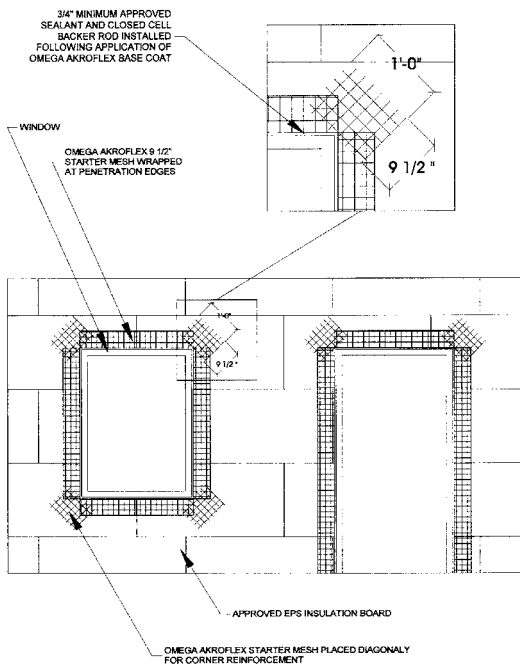 3/4" MINIMUM APPROVED
SEALANT AND CLOSED CELL
BACKER ROD INSTALLED
FOLLOWING APPLICATION OF
OMEGA AKROFLEX BASE COAT
1'-0"
9 1/2 "
WINDOW
OMEGA AKROFLEX 9 1/2"
STARTER MESH WRAPPED
AT PENETRATION EDGES
1'-0"
9 1/2 "
APPROVED EPS INSULATION BOARD
OMEGA AKROFLEX STARTER MESH PLACED DIAGONALY
FOR CORNER REINFORCEMENT